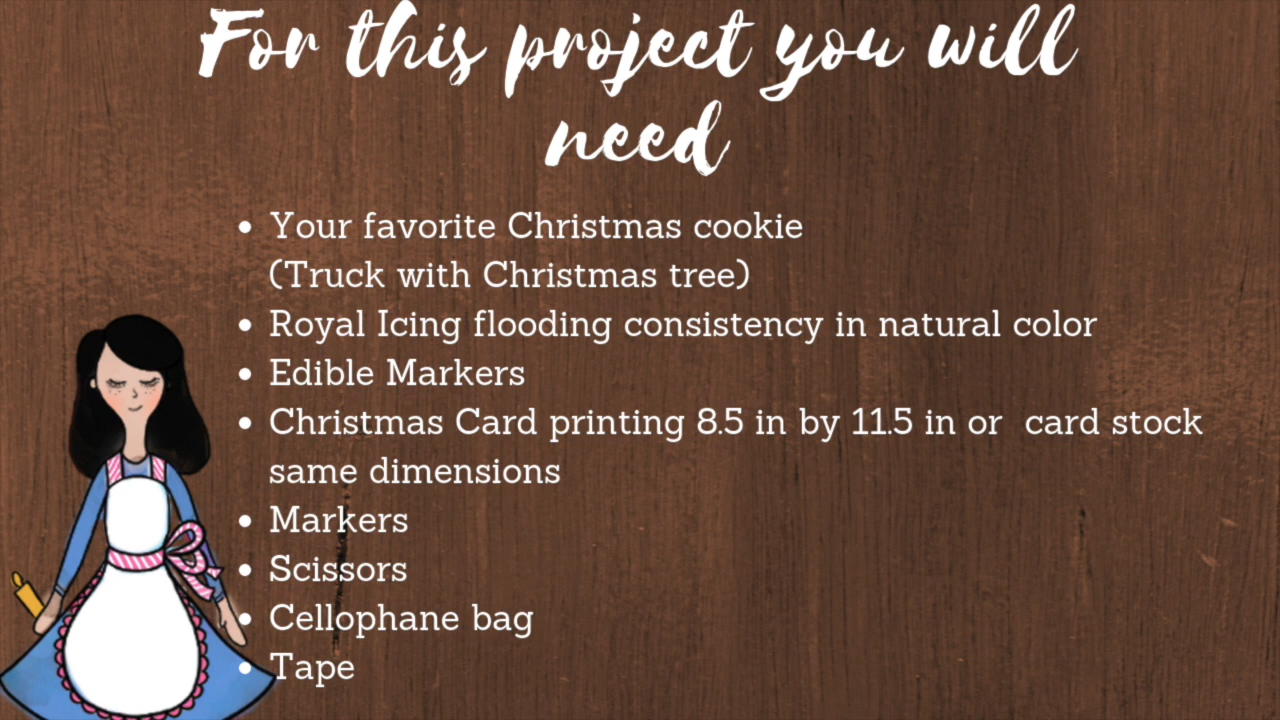 For this project you will
need
• Your favorite Christmas cookie
(Truck with Christmas tree)
• Royal Icing flooding consistency in natural color
• Edible Markers
• Christmas Card printing 8.5 in by 11.5 in or  card stock
same dimensions
• Markers
• Scissors
• Cellophane bag
• Tape